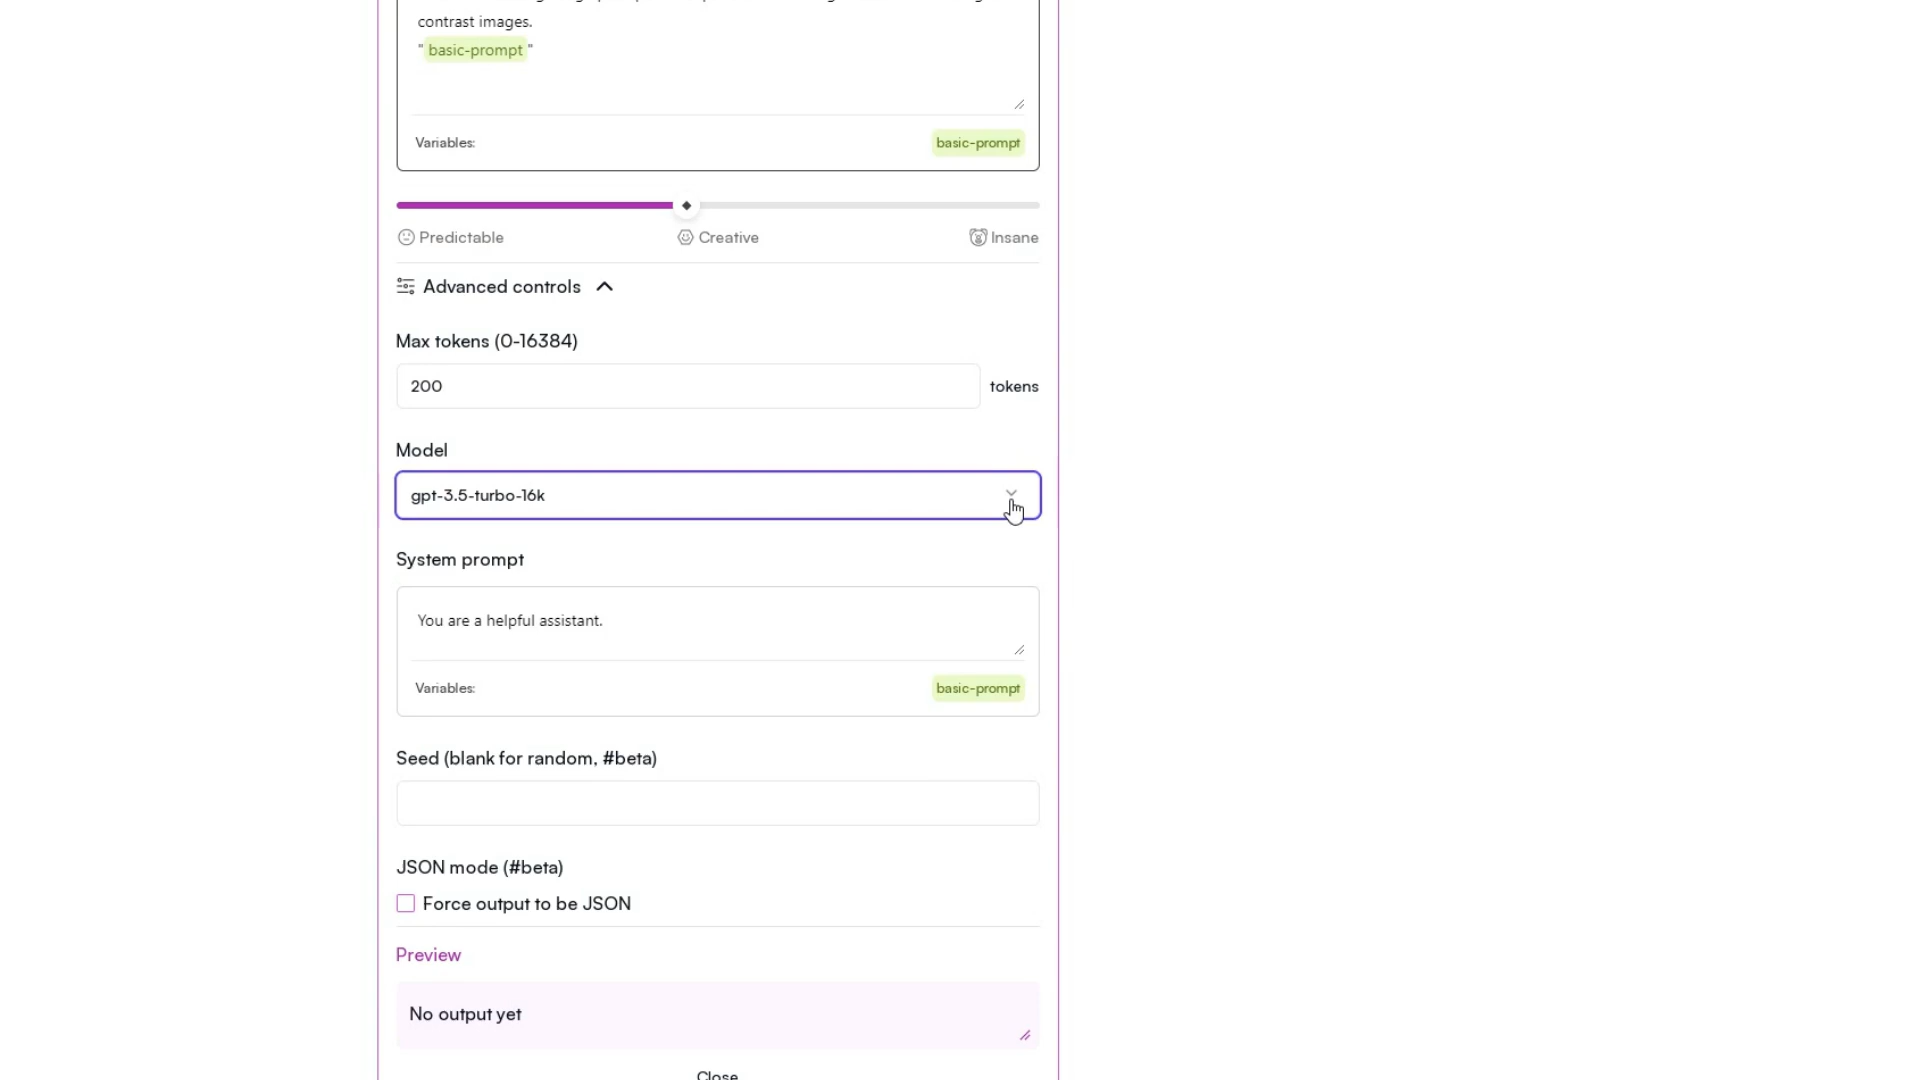 contrast images.
" basic-prompt "
Variables: basic-prompt
Predictable Creative Insane
Advanced controls
Max tokens (0-16384)
200 tokens
Model
gpt-3.5-turbo-16k
System prompt
You are a helpful assistant.
Variables: basic-prompt
Seed (blank for random, #beta)
JSON mode (#beta)
Force output to be JSON
Preview
No output yet
Close